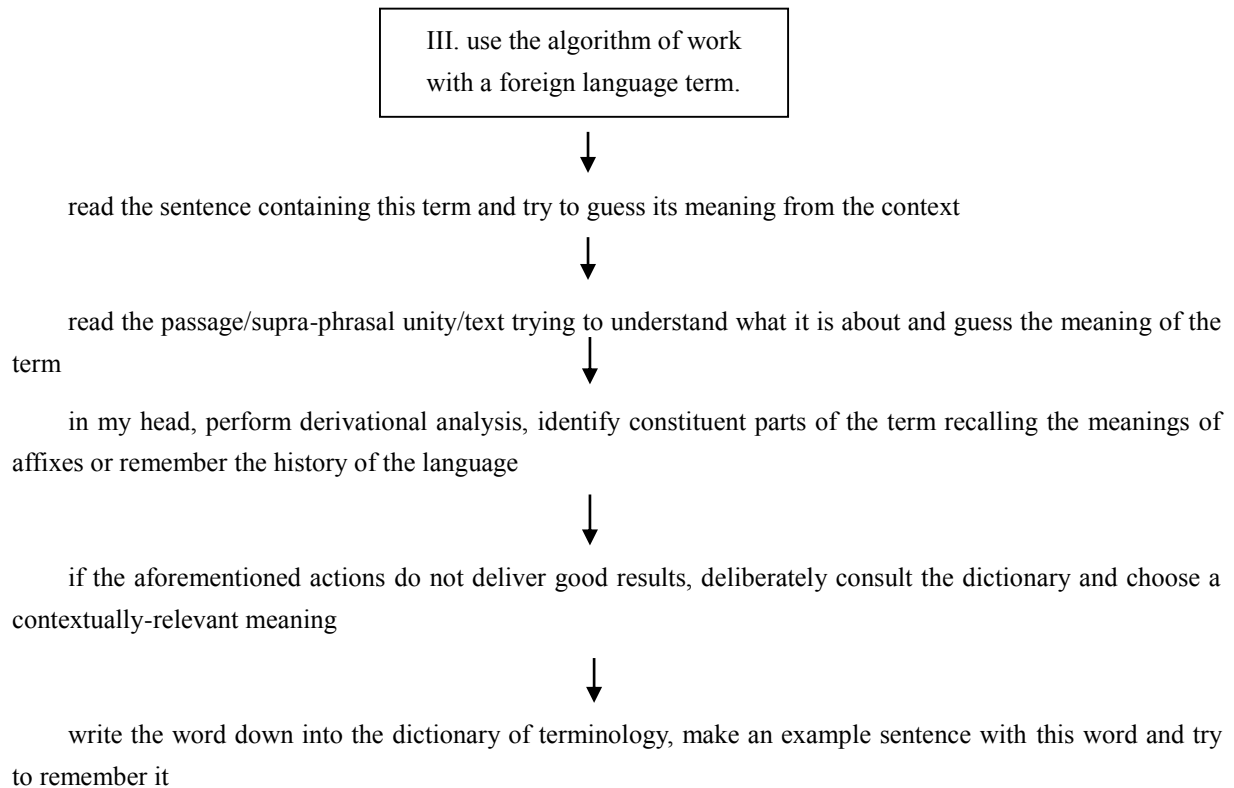 III. use the algorithm of work
with a foreign language term.
read the sentence containing this term and try to guess its meaning from the context
read the passage/supra-phrasal unity/text trying to understand what it is about and guess the meaning of the
term
in my head, perform derivational analysis, identify constituent parts of the term recalling the meanings of
affixes or remember the history of the language
if the aforementioned actions do not deliver good results, deliberately consult the dictionary and choose a
contextually-relevant meaning
write the word down into the dictionary of terminology, make an example sentence with this word and try
to remember it